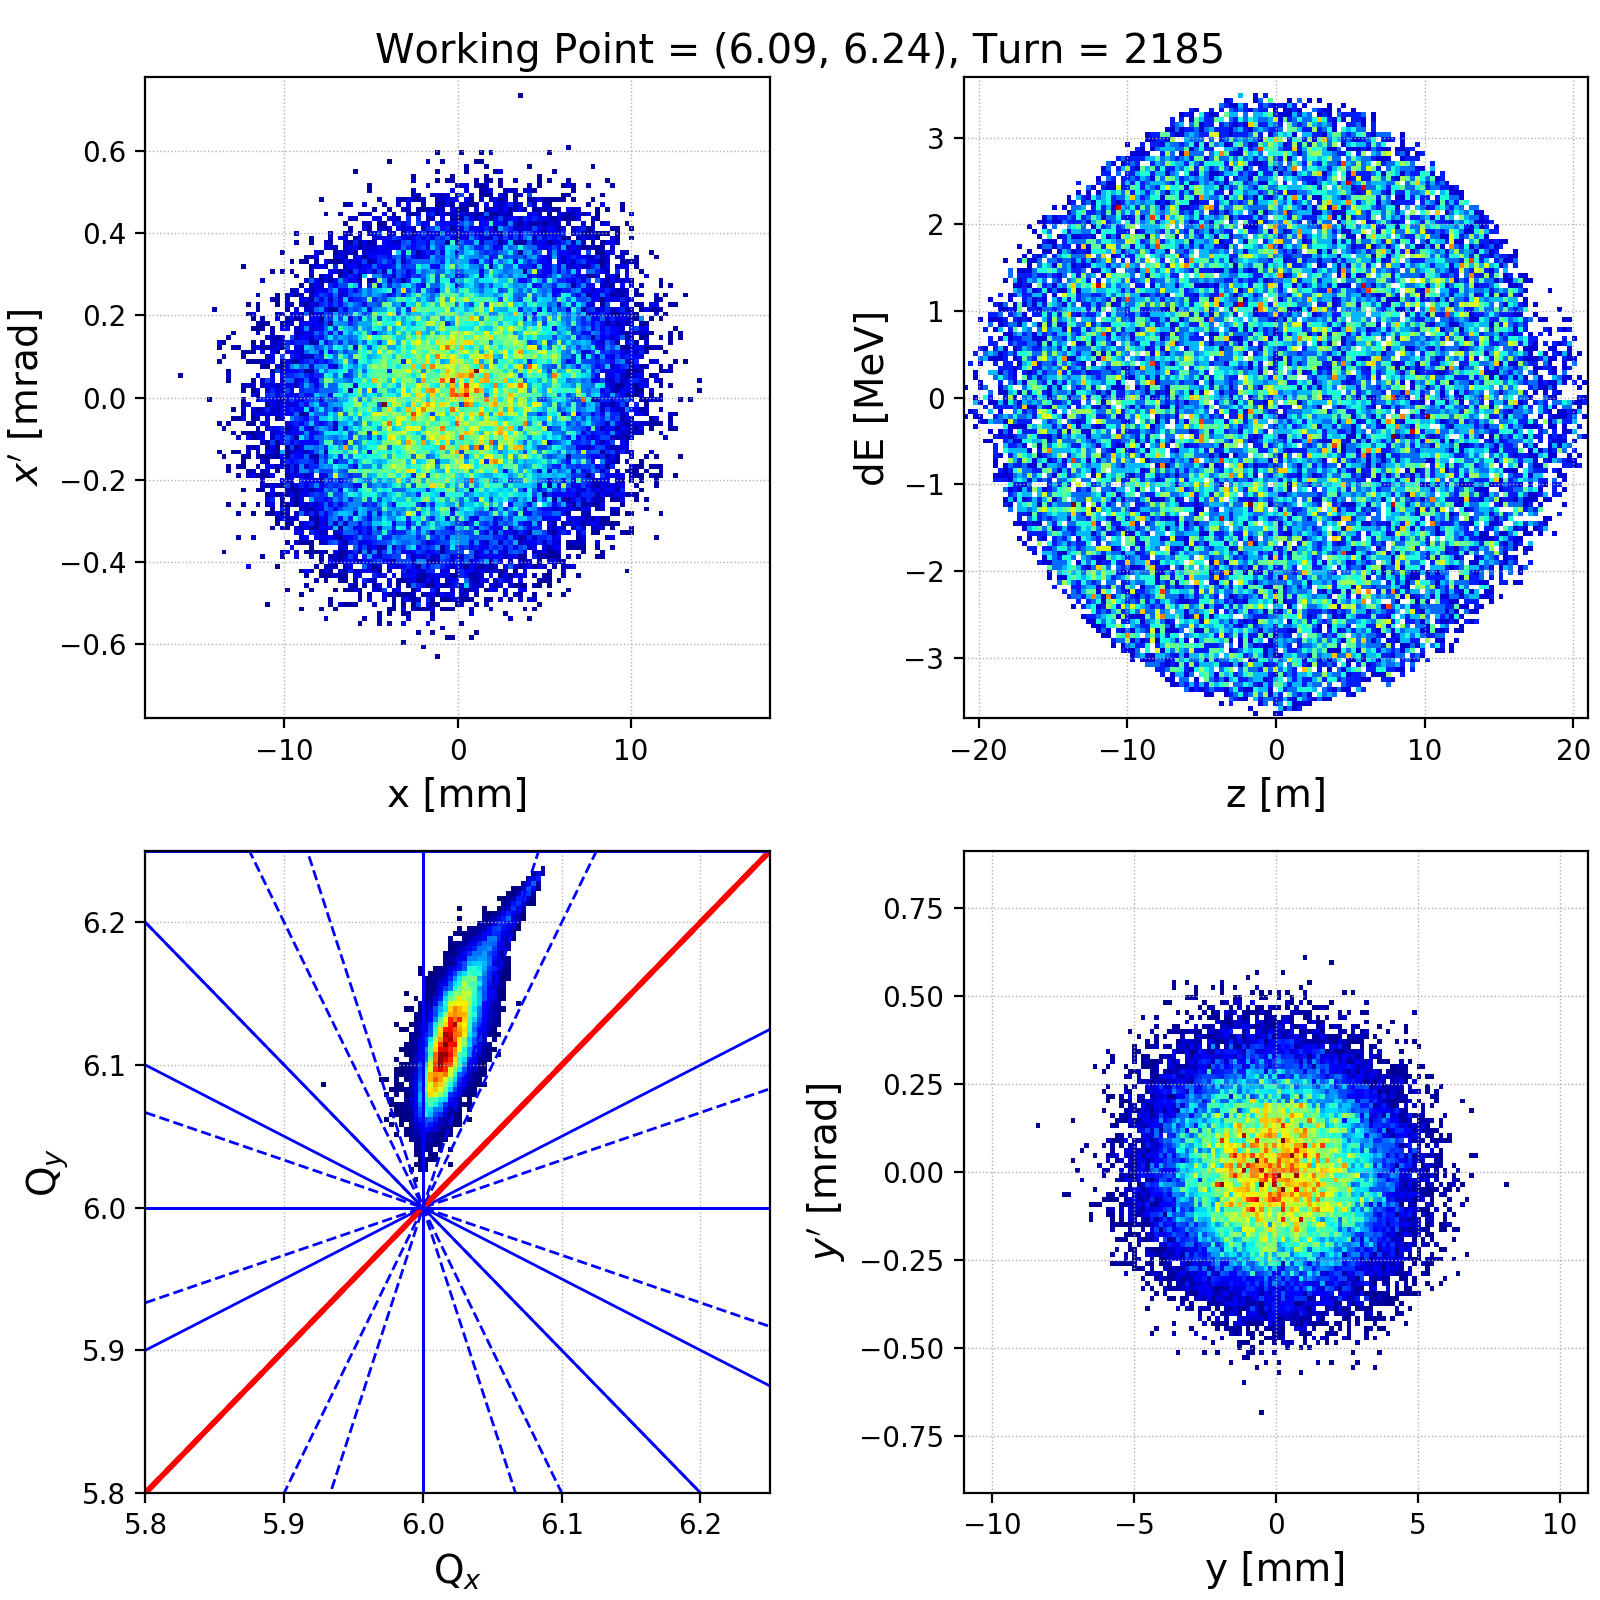 Working Point = (6.09, 6.24), Turn = 2185
0.6
0.4
0.2
0.0
−0.2
−0.4
−0.6
x′ [mrad]
−10 0 10
x [mm]
3
2
1
0
−1
−2
−3
dE [MeV]
−20 −10 0 10 20
z [m]
6.2
6.1
6.0
5.9
5.8
Qy
5.8 5.9 6.0 6.1 6.2
Qx
0.75
0.50
0.25
0.00
−0.25
−0.50
−0.75
y′ [mrad]
−10 −5 0 5 10
y [mm]